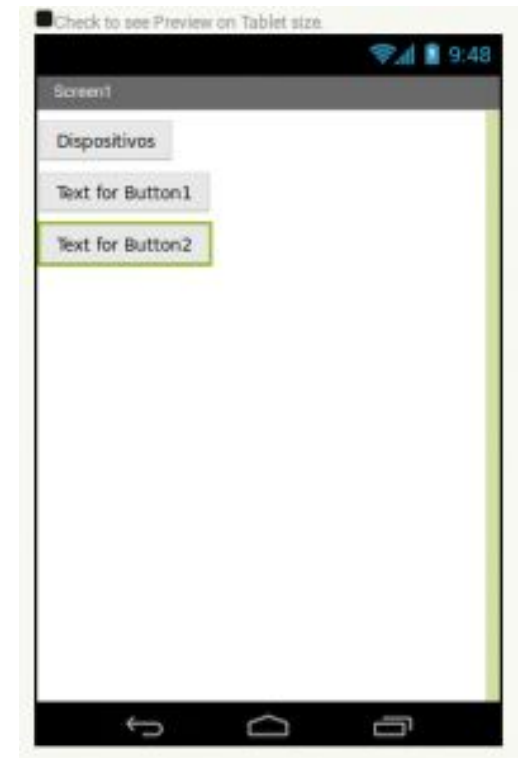 Check to see Preview on Tablet size.
9:48
Screen1
Dispositivos
Text for Button1
Text for Button2